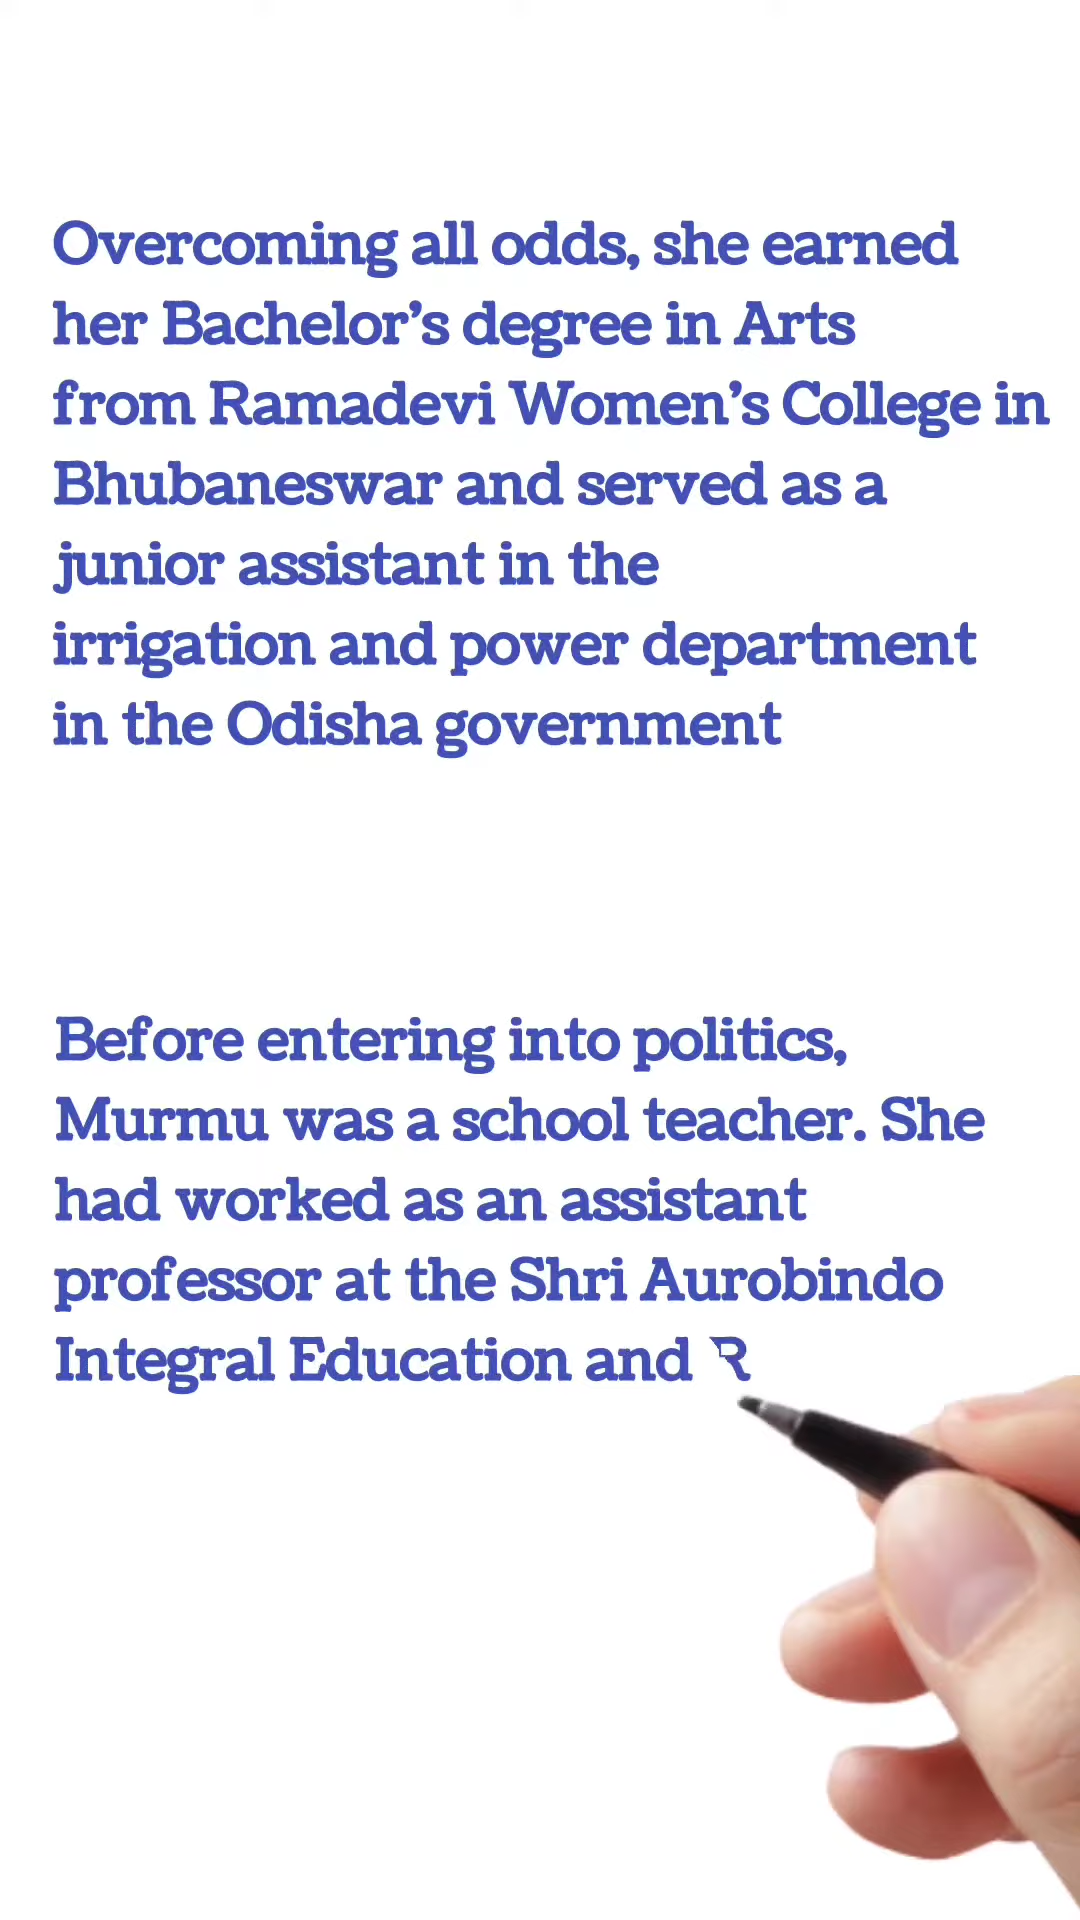 Overcoming all odds, she earned
her Bachelor’s degree in Arts
from Ramadevi Women’s College in
Bhubaneswar and served as a
junior assistant in the
irrigation and power department
in the Odisha government
Before entering into politics,
Murmu was a school teacher. She
had worked as an assistant
professor at the Shri Aurobindo
Integral Education and R